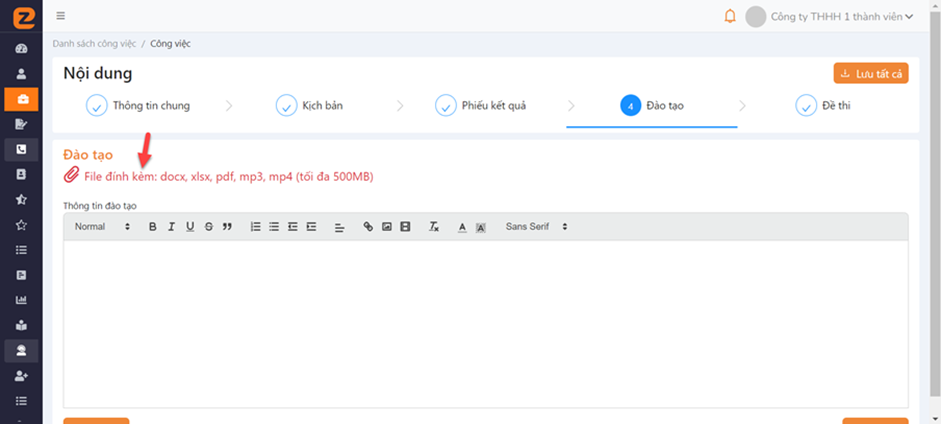 Công ty THHH 1 thành viên
Danh sách công việc / Công việc
Nội dung
Lưu tất cả
Thông tin chung
Kịch bản
Phiếu kết quả
4 Đào tạo
Đề thi
Đào tạo
File đính kèm: docx, xlsx, pdf, mp3, mp4 (tối đa 500MB)
Thông tin đào tạo
Normal B I U S A A Sans Serif